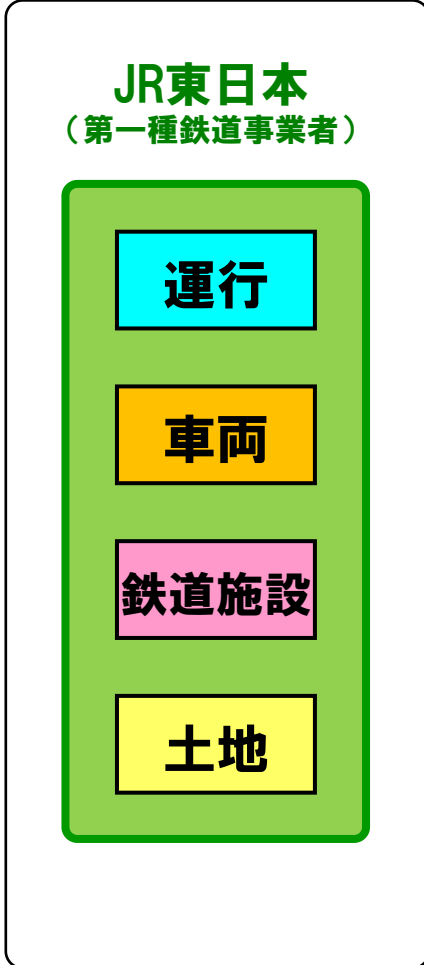 JR東日本
（第一種鉄道事業者）
運行
車両
鉄道施設
土地